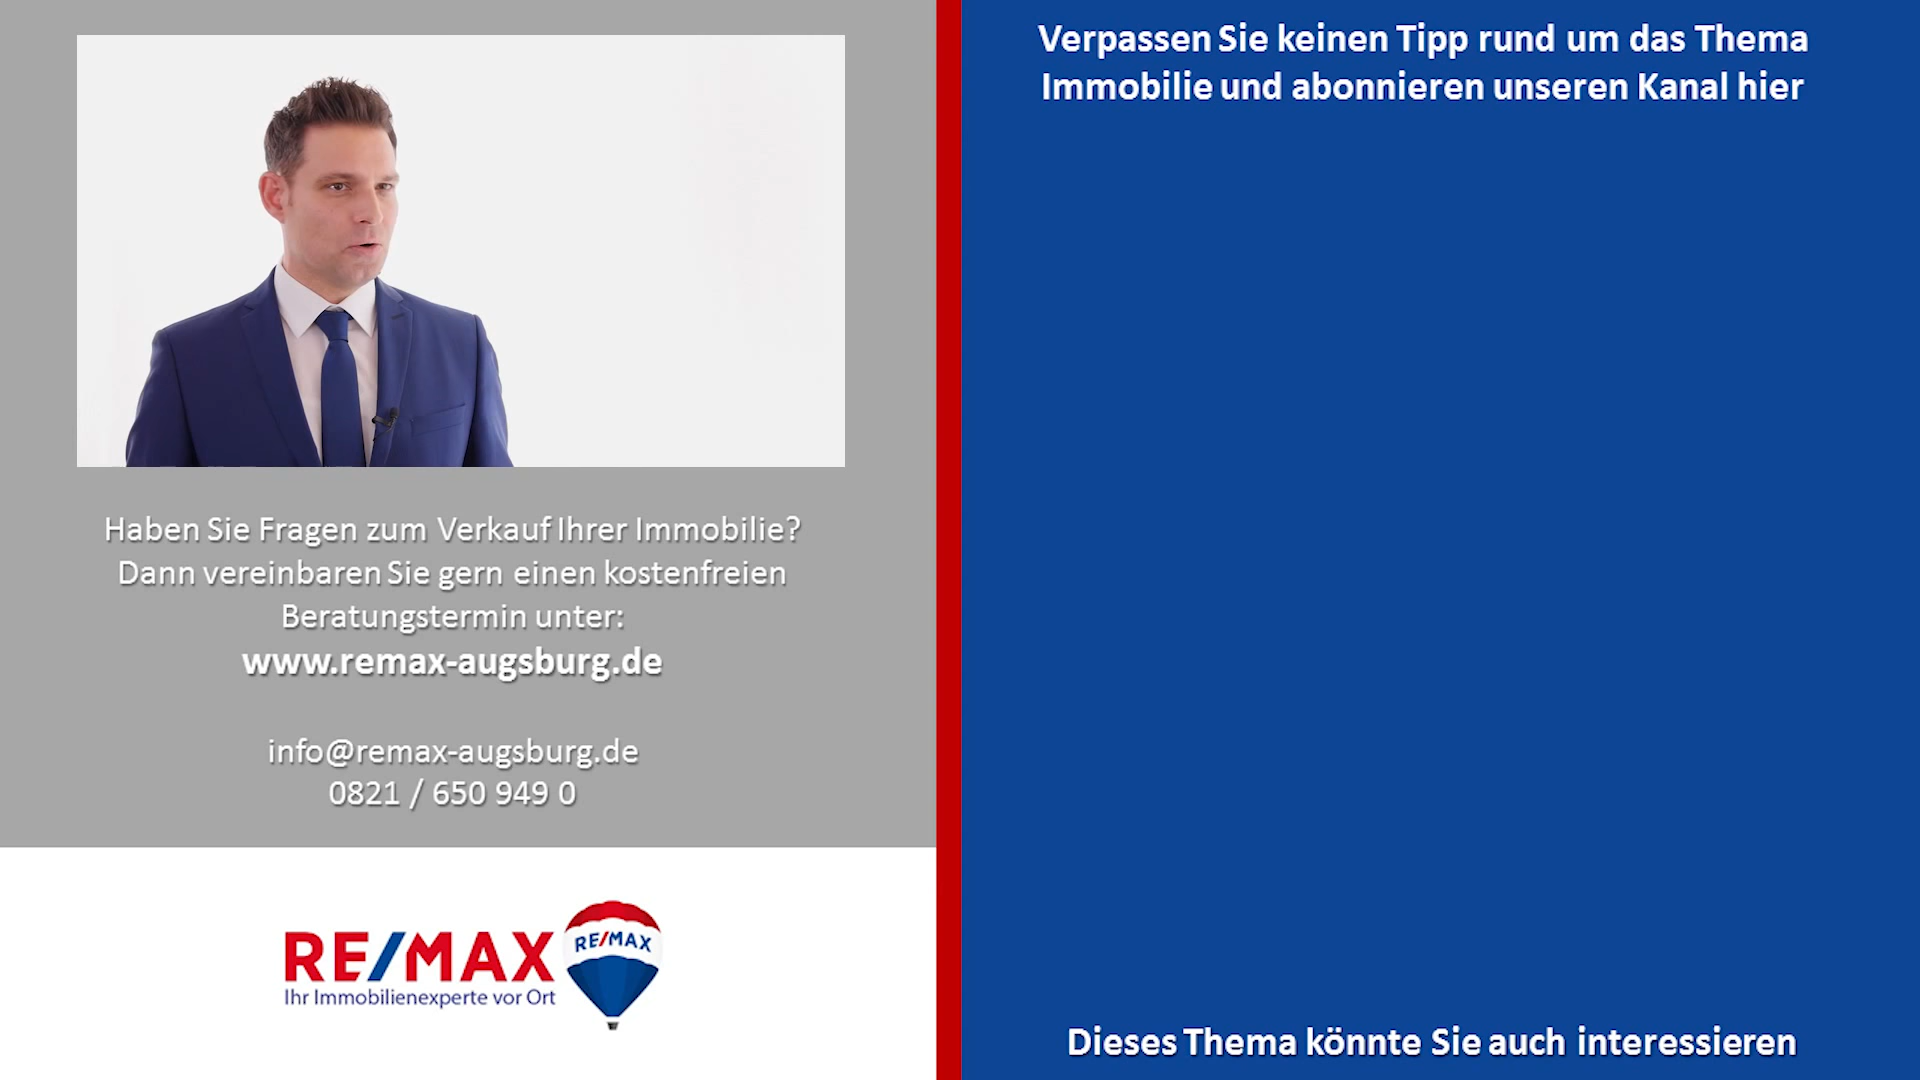 Haben Sie Fragen zum Verkauf Ihrer Immobilie?
Dann vereinbaren Sie gern einen kostenfreien
Beratungstermin unter:
www.remax-augsburg.de
info@remax-augsburg.de
0821 / 650 949 0
RE/MAX
RE/MAX
Ihr Immobilienexperte vor Ort
Verpassen Sie keinen Tipp rund um das Thema
Immobilie und abonnieren unseren Kanal hier
Dieses Thema könnte Sie auch interessieren